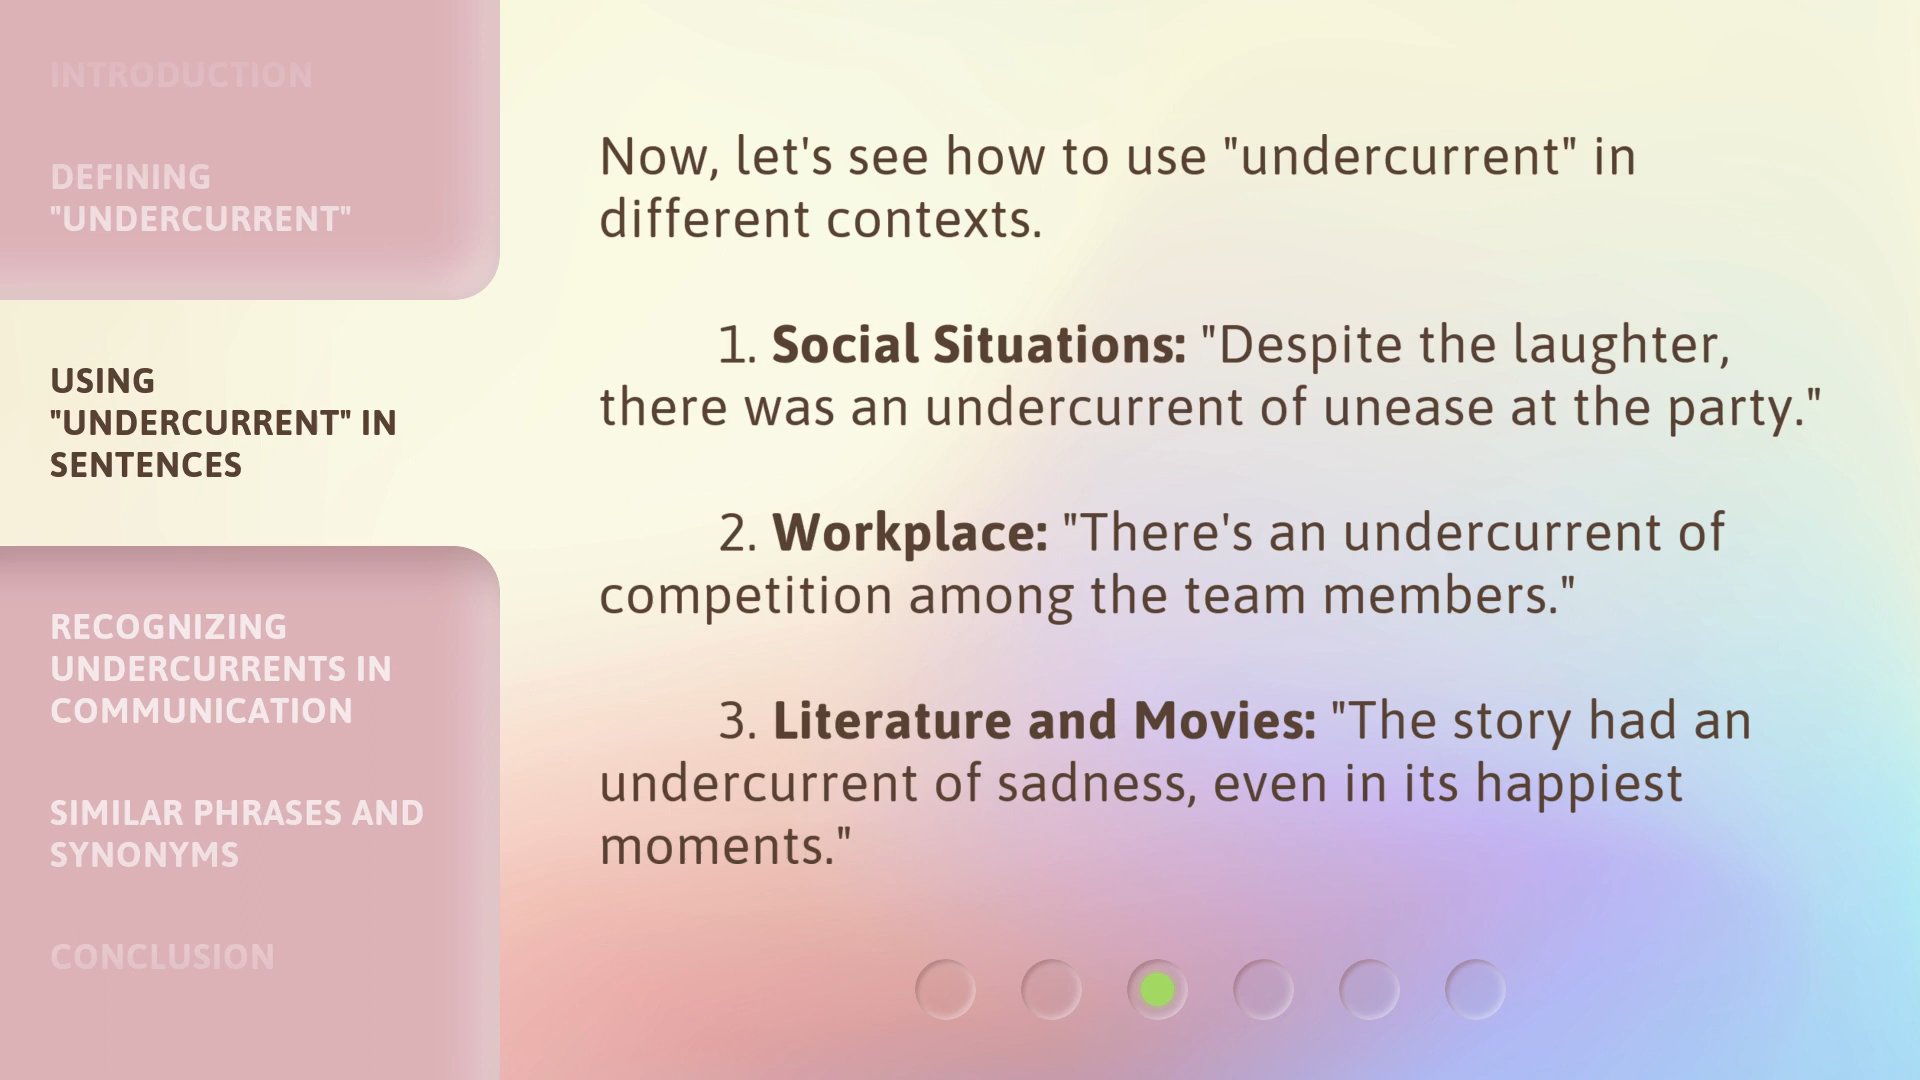 INTRODUCTION
DEFINING
"UNDERCURRENT"
USING
"UNDERCURRENT" IN
SENTENCES
RECOGNIZING
UNDERCURRENTS IN
COMMUNICATION
SIMILAR PHRASES AND
SYNONYMS
CONCLUSION
Now, let's see how to use "undercurrent" in
different contexts.
1. Social Situations: "Despite the laughter,
there was an undercurrent of unease at the party."
2. Workplace: "There's an undercurrent of
competition among the team members."
3. Literature and Movies: "The story had an
undercurrent of sadness, even in its happiest
moments."